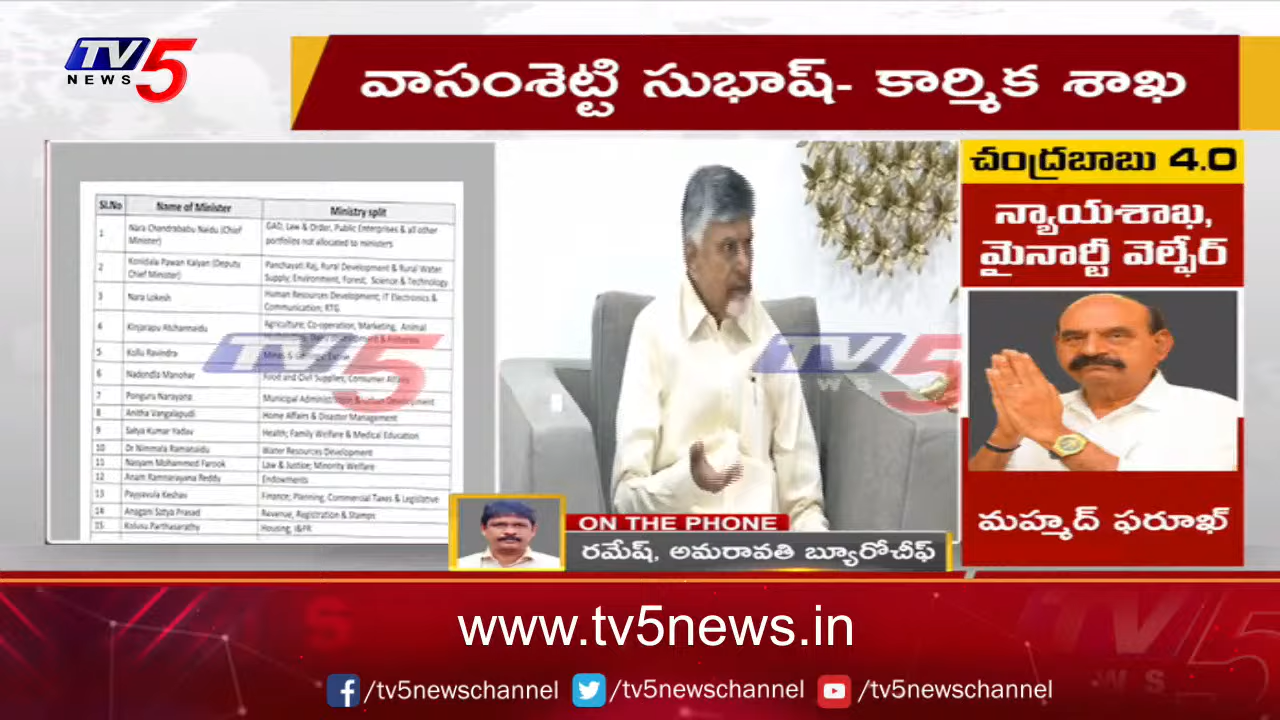 TV5
NEWS
వాసంశెట్టి సుభాష్- కార్మిక శాఖ
Sl.No Name of Minister Ministry split
1 Nara Chandrababu Naidu (Chief Minister) GAD, Law & Order, Public Enterprises & all other portfolios not allocated to ministers
2 Konidala Pawan Kalyan (Deputy Chief Minister) Panchayati Raj, Rural Development & Rural Water Supply; Environment, Forest, Science & Technology
3 Nara Lokesh Human Resources Development; IT Electronics & Communication; RTG
4 Kinjarapu Atchannaidu Agriculture; Co-operation, Marketing, Animal
5 Kollu Ravindra
6 Nadendla Manohar Food and Civil Supplies; Consumer Affairs
7 Ponguru Narayana Municipal Administration & Urban Development
8 Anitha Vangalapudi Home Affairs & Disaster Management
9 Satya Kumar Yadav Health; Family Welfare & Medical Education
10 Dr Nimmala Ramanaidu Water Resources Development
11 Nasyam Mohammed Farook Law & Justice; Minority Welfare
12 Anam Ramnarayana Reddy Endowments
13 Payyavula Keshav Finance; Planning, Commercial Taxes & Legislative
14 Anagani Satya Prasad Revenue, Registration & Stamps
15 Kolusu Parthasarathy Housing; I&PR
చంద్రబాబు 4.0
న్యాయశాఖ,
మైనార్టీ వెల్ఫేర్
మహ్మద్ ఫరూఖ్
ON THE PHONE
రమేష్, అమరావతి బ్యూరోచీఫ్
www.tv5news.in
/tv5newschannel /tv5newschannel /tv5newschannel